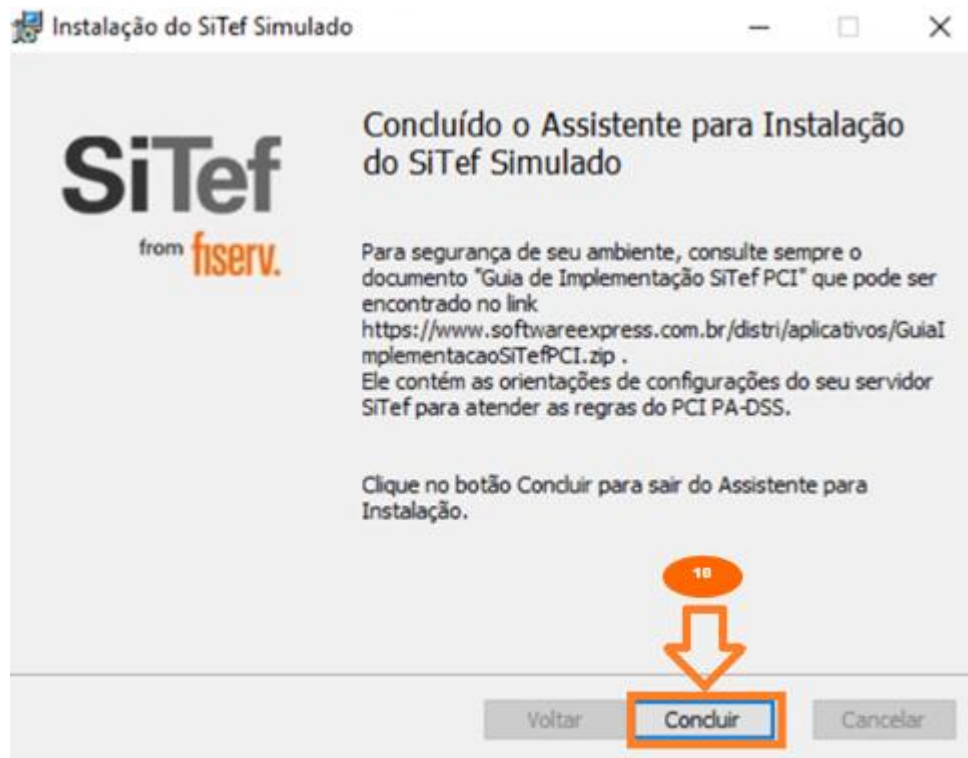 Instalação do SiTef Simulado
SiTef
from fiserv.
Concluído o Assistente para Instalação
do SiTef Simulado
Para segurança de seu ambiente, consulte sempre o
documento "Guia de Implementação SiTef PCI" que pode ser
encontrado no link
https://www.softwareexpress.com.br/distri/aplicativos/GuiaI
mplementacaoSiTefPCI.zip .
Ele contém as orientações de configurações do seu servidor
SiTef para atender as regras do PCI PA-DSS.
Clique no botão Concluir para sair do Assistente para
Instalação.
18
Voltar
Concluir
Cancelar